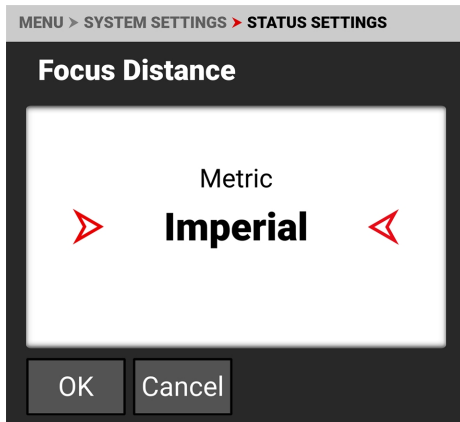 MENU > SYSTEM SETTINGS > STATUS SETTINGS
Focus Distance
Metric
Imperial
OK Cancel